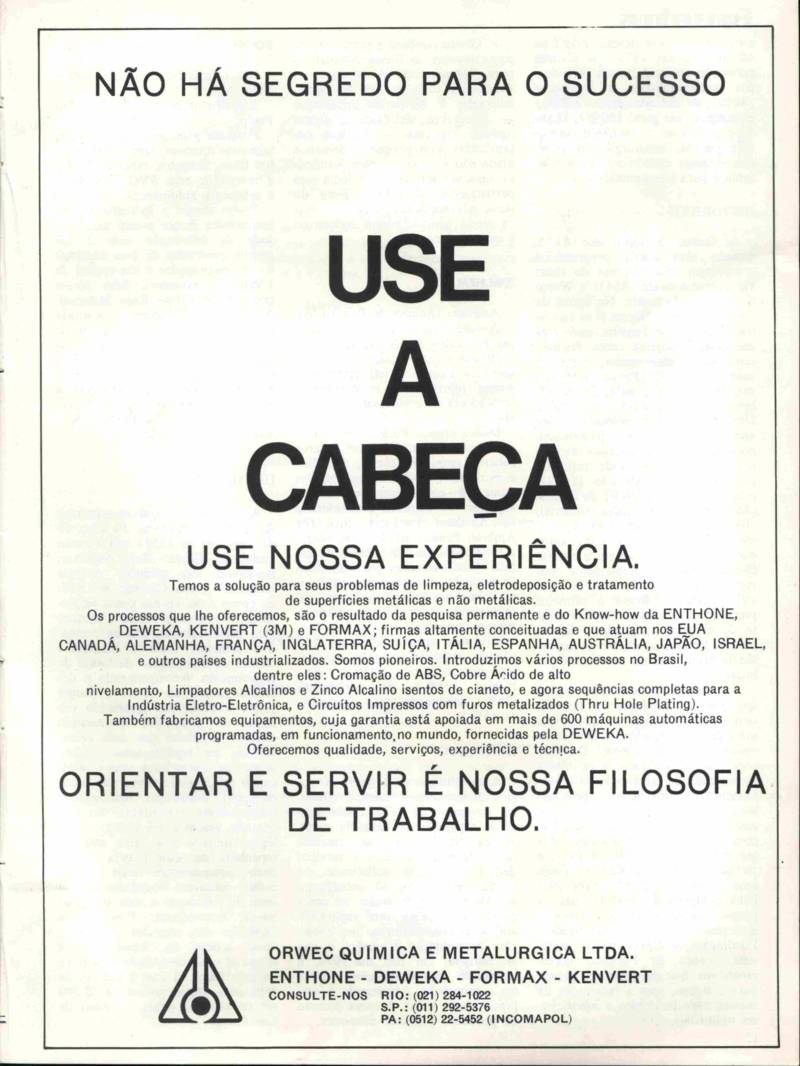 NÃO HÁ SEGREDO PARA O SUCESSO
USE
A
CABEÇA
USE NOSSA EXPERIÊNCIA.
Temos a solução para seus problemas de limpeza, eletrodeposição e tratamento
de superfícies metálicas e não metálicas.
Os processos que lhe oferecemos, são o resultado da pesquisa permanente e do Know-how da ENTHONE,
DEWEKA, KENVERT (3M) e FORMAX; firmas altamente conceituadas e que atuam nos EUA
CANADÁ, ALEMANHA, FRANÇA, INGLATERRA, SUÍÇA, ITÁLIA, ESPANHA, AUSTRÁLIA, JAPÃO, ISRAEL,
e outros países industrializados. Somos pioneiros. Introduzimos vários processos no Brasil,
dentre eles: Cromação de ABS, Cobre Ácido de alto
nivelamento, Limpadores Alcalinos e Zinco Alcalino isentos de cianeto, e agora sequências completas para a
Indústria Eletro-Eletrônica, e Circuitos Impressos com furos metalizados (Thru Hole Plating).
Também fabricamos equipamentos, cuja garantia está apoiada em mais de 600 máquinas automáticas
programadas, em funcionamento, no mundo, fornecidas pela DEWEKA.
Oferecemos qualidade, serviços, experiência e técnica.
ORIENTAR E SERVIR É NOSSA FILOSOFIA
DE TRABALHO.
ORWEC QUÍMICA E METALURGICA LTDA.
ENTHONE - DEWEKA - FORMAX - KENVERT
CONSULTE-NOS RIO: (021) 284-1022
S.P.: (011) 292-5376
PA: (0512) 22-5452 (INCOMAPOL)